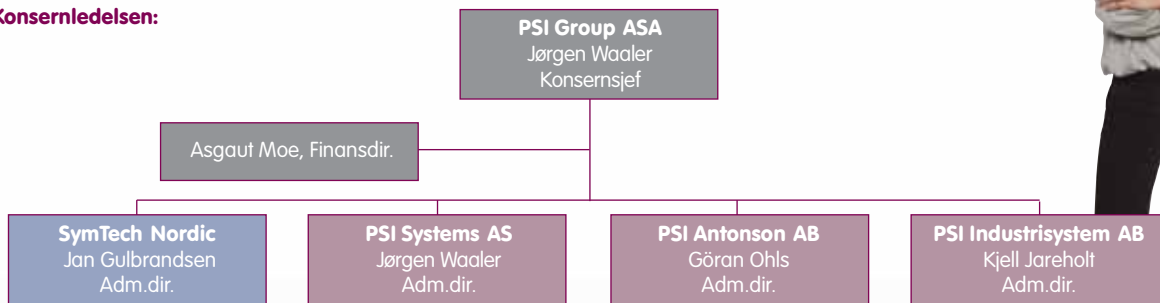 Konsernledelsen:
PSI Group ASA
Jørgen Waaler
Konsernsjef
Asgaut Moe, Finansdir.
SymTech Nordic
Jan Gulbrandsen
Adm.dir.
PSI Systems AS
Jørgen Waaler
Adm.dir.
PSI Antonson AB
Göran Ohls
Adm.dir.
PSI Industrisystem AB
Kjell Jareholt
Adm.dir.